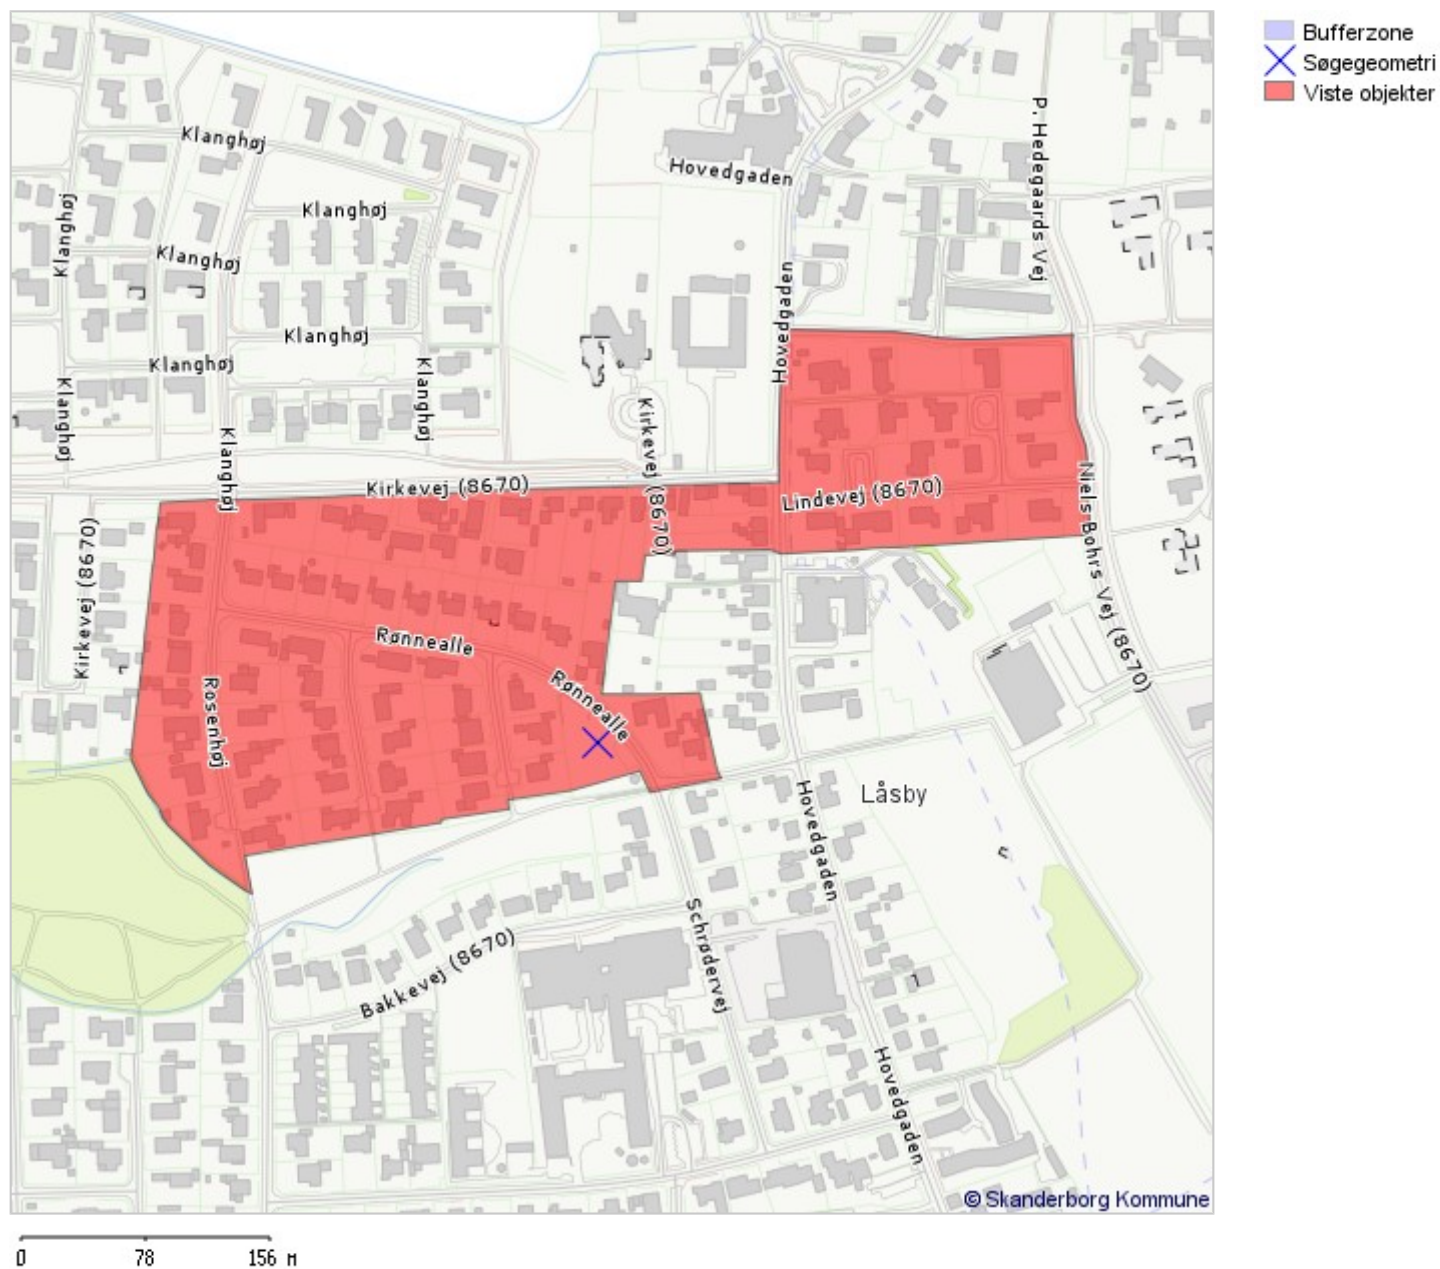 Bufferzone
Søgegeometri
Viste objekter
Klanghøj
Hovedgaden
P. Hedegaards Vej
Klanghøj
Klanghøj
Klanghøj
Hovedgaden
Klanghøj
Klanghøj
Klanghøj
Klanghøj
Kirkevej (8670)
Klanghøj
Kirkevej (8670)
Lindevej (8670)
Niels Bohrs Vej (8670)
Kirkevej (8670)
Rønnealle
Rosenhøj
Rønnealle
Låsby
Hovedgaden
Schrødervej
Bakkevej (8670)
Hovedgaden
© Skanderborg Kommune
0 78 156 M